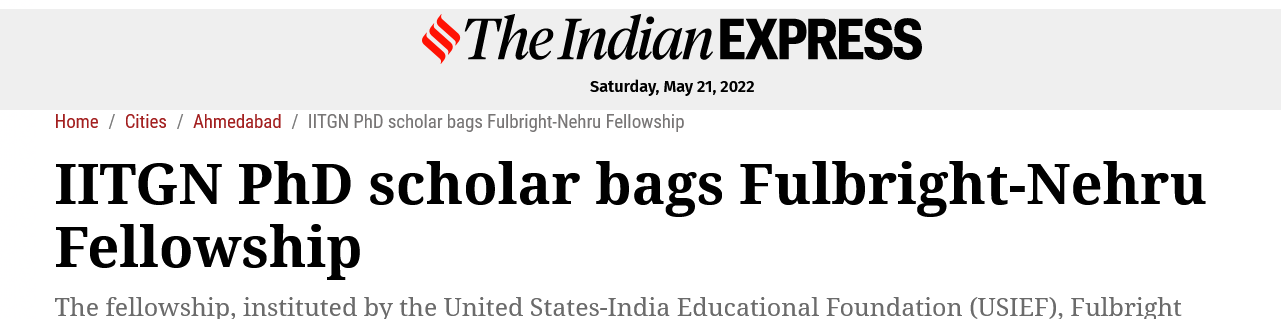 The Indian EXPRESS
Saturday, May 21, 2022
Home / Cities / Ahmedabad / IITGN PhD scholar bags Fulbright-Nehru Fellowship
IITGN PhD scholar bags Fulbright-Nehru
Fellowship
The fellowship, instituted by the United States-India Educational Foundation (USIEF), Fulbright